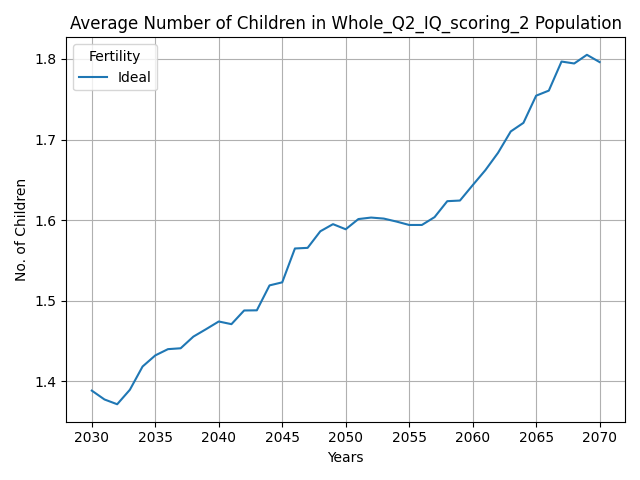 Average Number of Children in Whole_Q2_IQ_scoring_2 Population
Fertility
Ideal
No. of Children
1.8
1.7
1.6
1.5
1.4
2030 2035 2040 2045 2050 2055 2060 2065 2070
Years